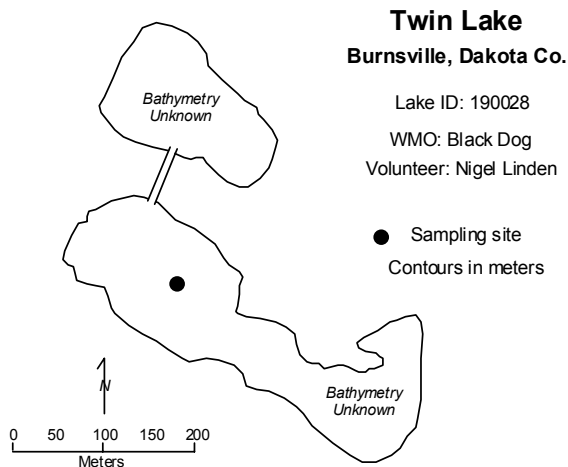 Twin Lake
Burnsville, Dakota Co.
Lake ID: 190028
WMO: Black Dog
Volunteer: Nigel Linden
Sampling site
Contours in meters
Bathymetry
Unknown
Bathymetry
Unknown
N
0 50 100 150 200
Meters